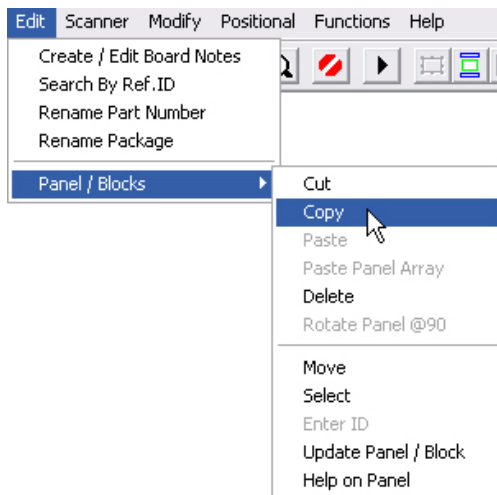 Edit Scanner Modify Positional Functions Help
Create / Edit Board Notes
Search By Ref.ID
Rename Part Number
Rename Package
Panel / Blocks
Cut
Copy
Paste
Paste Panel Array
Delete
Rotate Panel @90
Move
Select
Enter ID
Update Panel / Block
Help on Panel